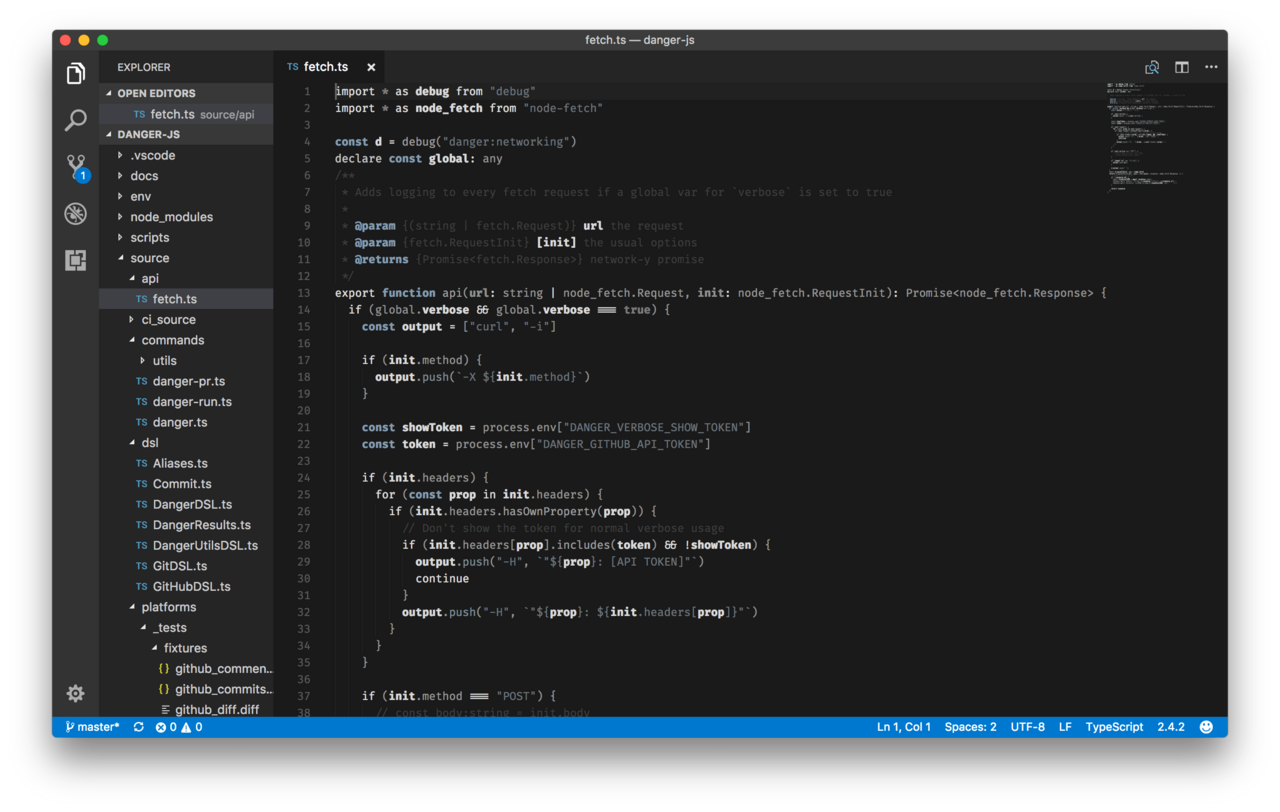 fetch.ts — danger-js
EXPLORER
OPEN EDITORS
TS fetch.ts source/api
DANGER-JS
.vscode
docs
env
node_modules
scripts
source
api
TS fetch.ts
ci_source
commands
utils
TS danger-pr.ts
TS danger-run.ts
TS danger.ts
dsl
TS Aliases.ts
TS Commit.ts
TS DangerDSL.ts
TS DangerResults.ts
TS DangerUtilsDSL.ts
TS GitDSL.ts
TS GitHubDSL.ts
platforms
_tests
fixtures
{} github_commen...
{} github_commits...
github_diff.diff
1
TS fetch.ts ×
1 import * as debug from "debug"
2 import * as node_fetch from "node-fetch"
3
4 const d = debug("danger:networking")
5 declare const global: any
6 /**
7  * Adds logging to every fetch request if a global var for `verbose` is set to true
8  *
9  * @param {(string | fetch.Request)} url the request
10  * @param {fetch.RequestInit} [init] the usual options
11  * @returns {Promise<fetch.Response>} network-y promise
12  */
13 export function api(url: string | node_fetch.Request, init: node_fetch.RequestInit): Promise<node_fetch.Response> {
14   if (global.verbose && global.verbose === true) {
15     const output = ["curl", "-i"]
16
17     if (init.method) {
18       output.push(`-X ${init.method}`)
19     }
20
21     const showToken = process.env["DANGER_VERBOSE_SHOW_TOKEN"]
22     const token = process.env["DANGER_GITHUB_API_TOKEN"]
23
24     if (init.headers) {
25       for (const prop in init.headers) {
26         if (init.headers.hasOwnProperty(prop)) {
27           // Don't show the token for normal verbose usage
28           if (init.headers[prop].includes(token) && !showToken) {
29             output.push("-H", `"${prop}: [API TOKEN]"`)
30             continue
31           }
32           output.push("-H", `"${prop}: ${init.headers[prop]}"`)
33         }
34       }
35     }
36
37     if (init.method === "POST") {
38       // const body:string = init.body
master* 0 0
Ln 1, Col 1 Spaces: 2 UTF-8 LF TypeScript 2.4.2